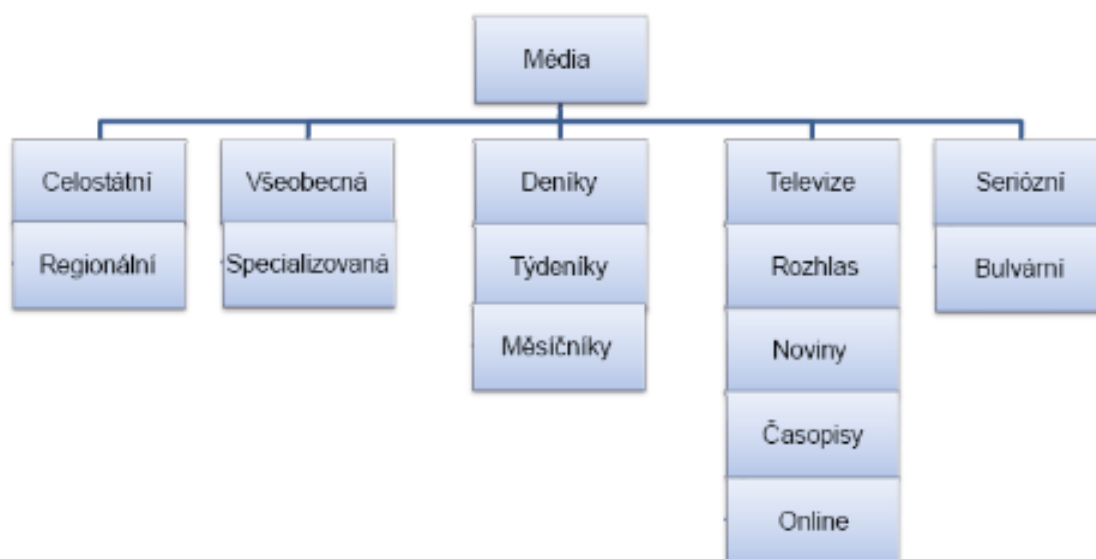 Média
Celostátní
Regionální
Všeobecná
Specializovaná
Deníky
Týdeníky
Měsíčníky
Televize
Rozhlas
Noviny
Časopisy
Online
Seriózní
Bulvární